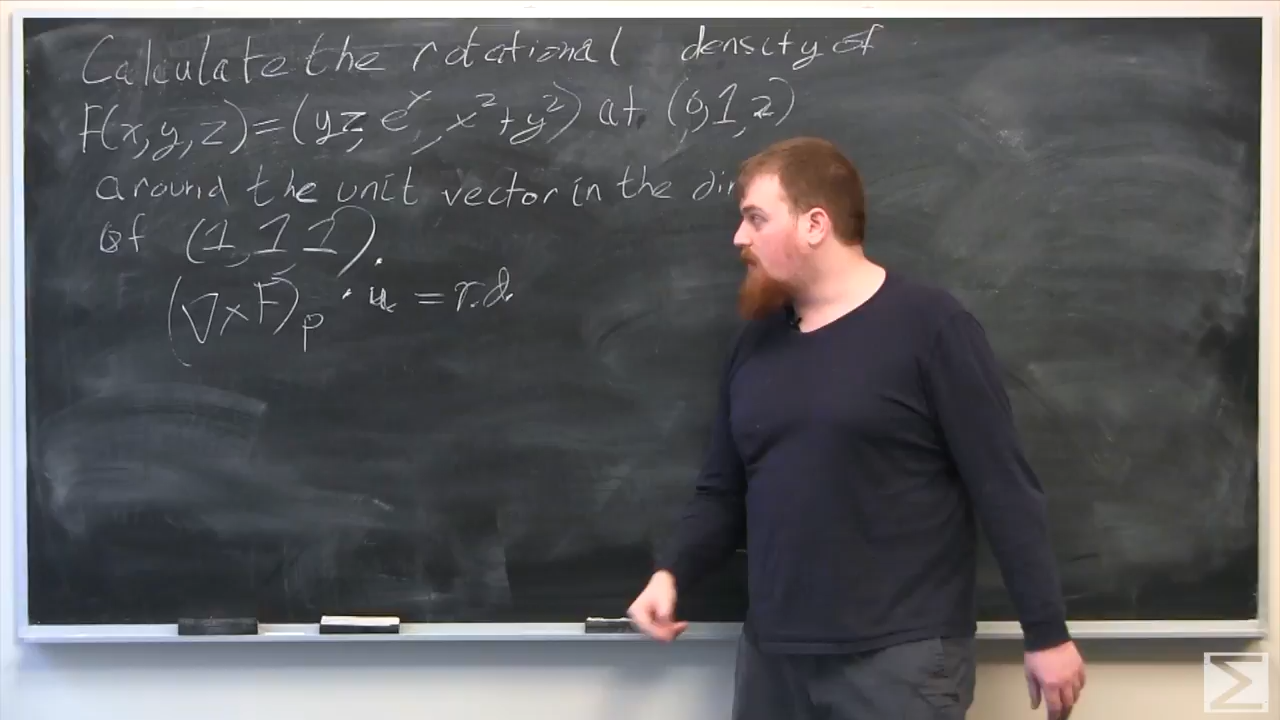 Calculate the rotational density of
F(x,y,z)=(yz, e^x, x²+y²) at (0,1,2)
around the unit vector in the
of (1,1,1).
(∇×F)_p · u = r.d.
Σ